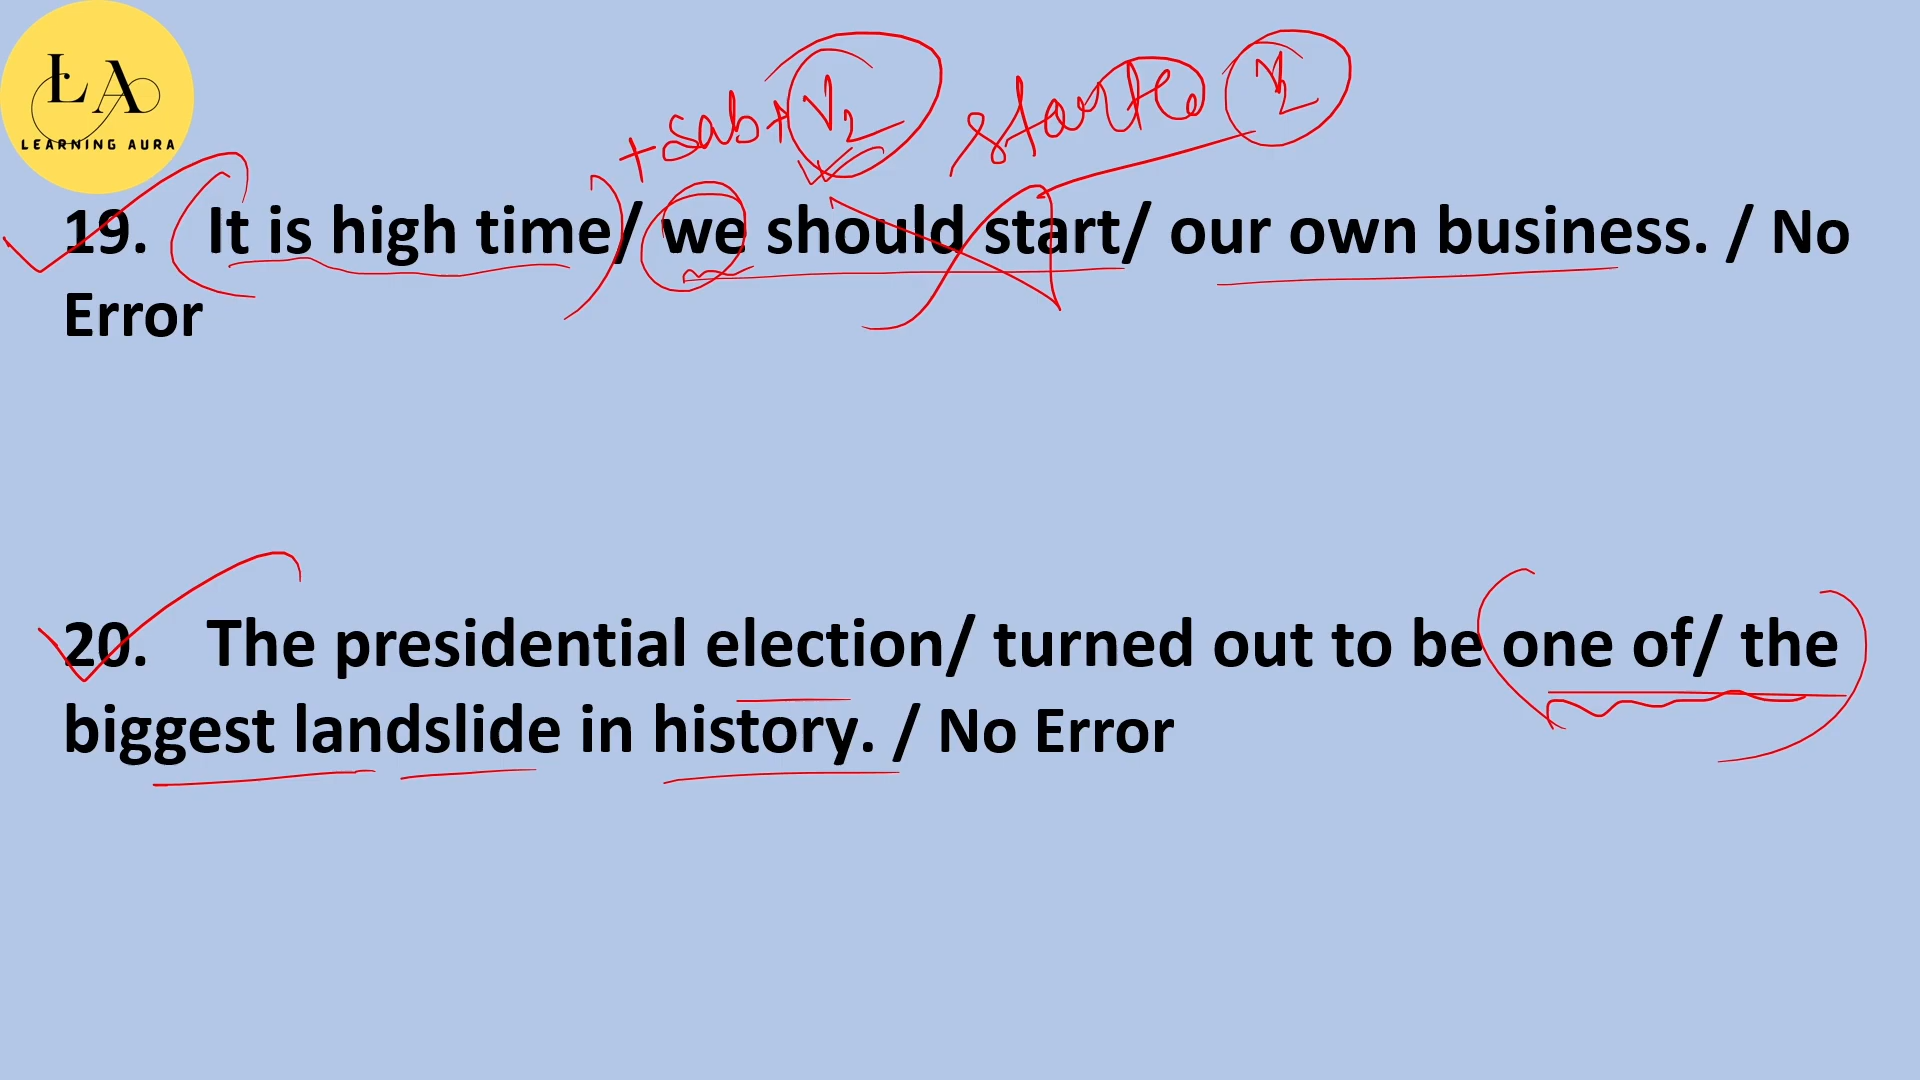 LA
LEARNING AURA
+ sub + V2 started V2
19. It is high time/ we should start/ our own business. / No
Error
20. The presidential election/ turned out to be one of/ the
biggest landslide in history. / No Error